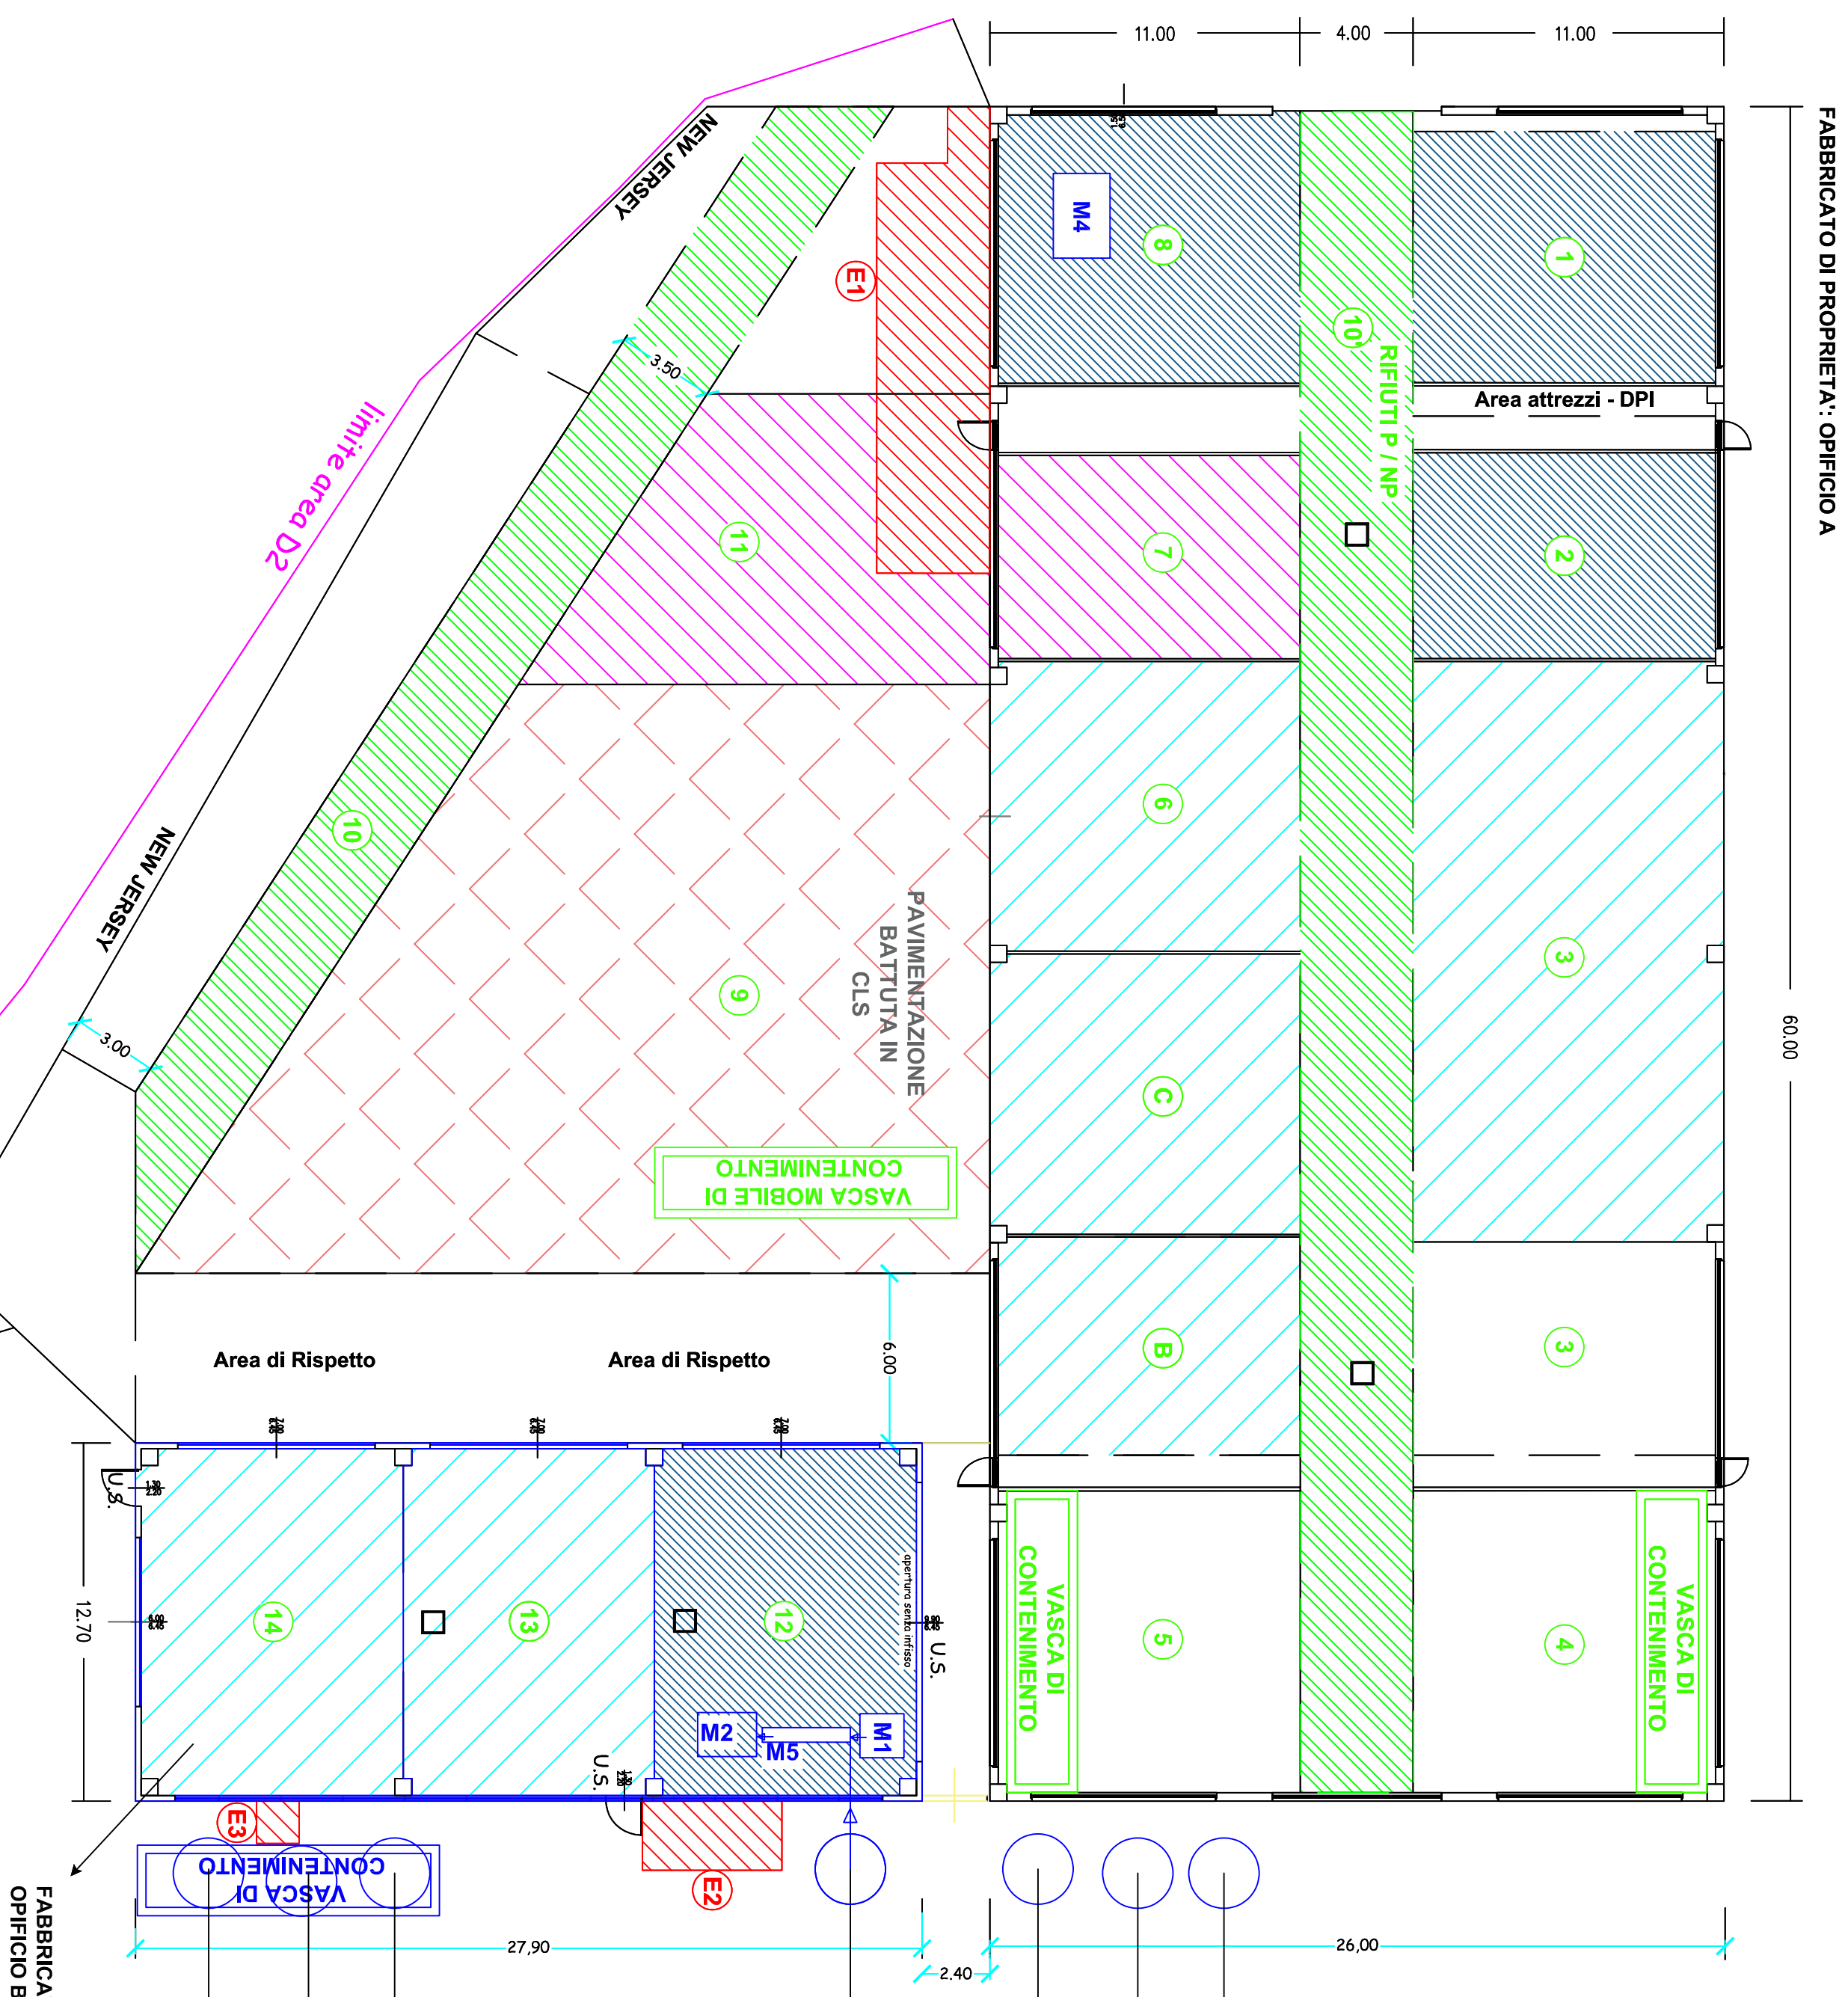 11.00
4.00
11.00
FABBRICATO DI PROPRIETA': OPIFICIO A
60.00
NEW JERSEY
limite area D2
NEW JERSEY
E1
3.50
3.00
M4
8
1
10'
RIFIUTI P / NP
Area attrezzi - DPI
11
7
2
6
3
10
9
PAVIMENTAZIONE
BATTUTA IN
CLS
C
VASCA MOBILE DI
CONTENIMENTO
B
3
Area di Rispetto
Area di Rispetto
6.00
U.S.
12.70
14
13
12
apertura senza infisso
U.S.
U.S.
M2
M5
M1
5
4
VASCA DI
CONTENIMENTO
VASCA DI
CONTENIMENTO
E3
E2
VASCA DI
CONTENIMENTO
27,90
2.40
26,00
FABBRICA
OPIFICIO B